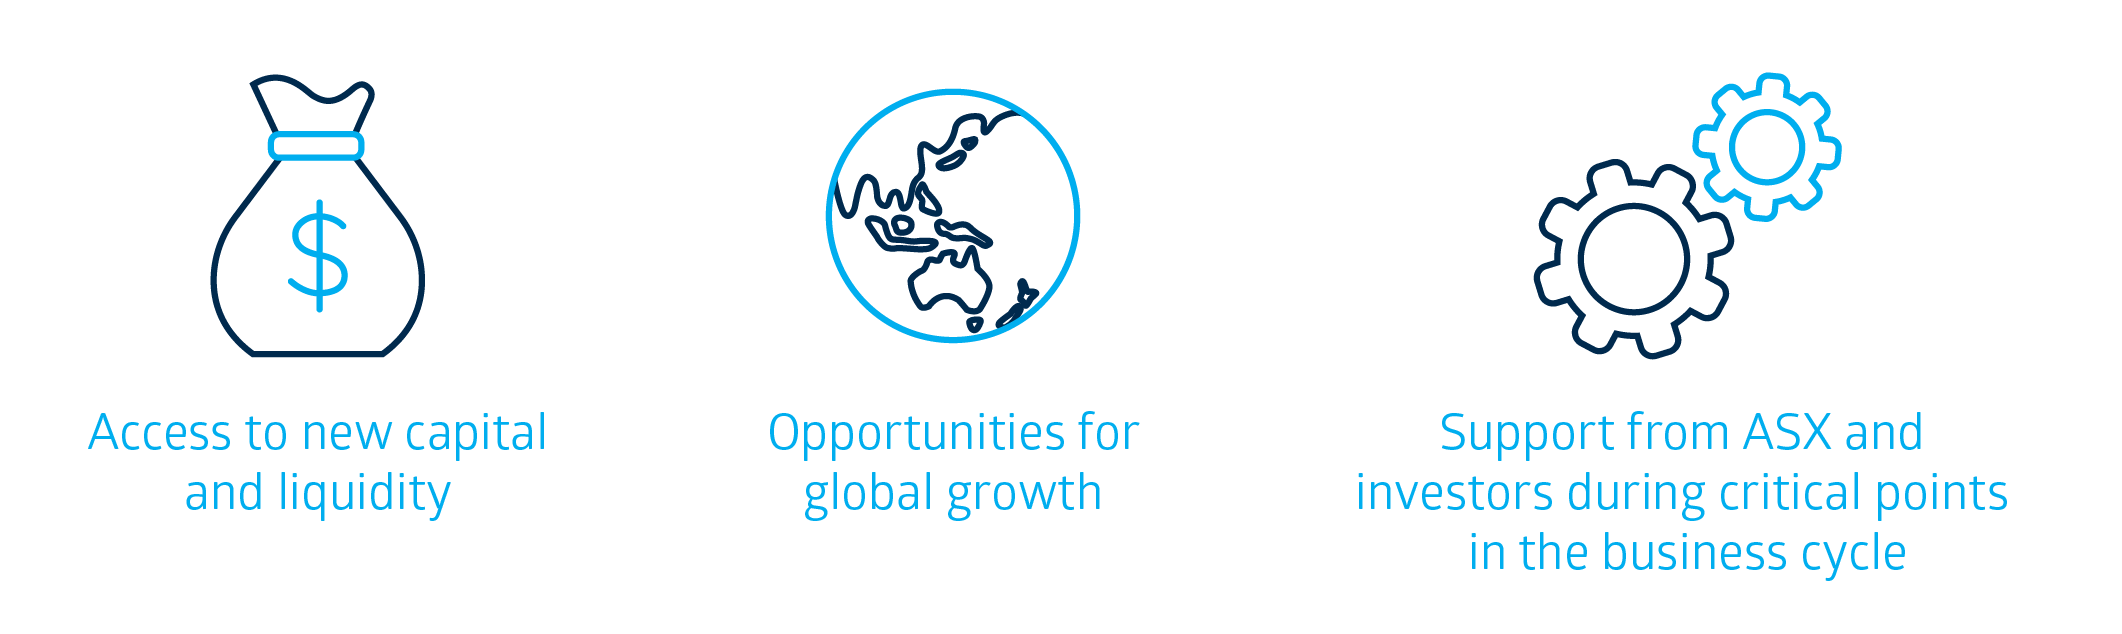 $
Access to new capital
and liquidity
Opportunities for
global growth
Support from ASX and
investors during critical points
in the business cycle